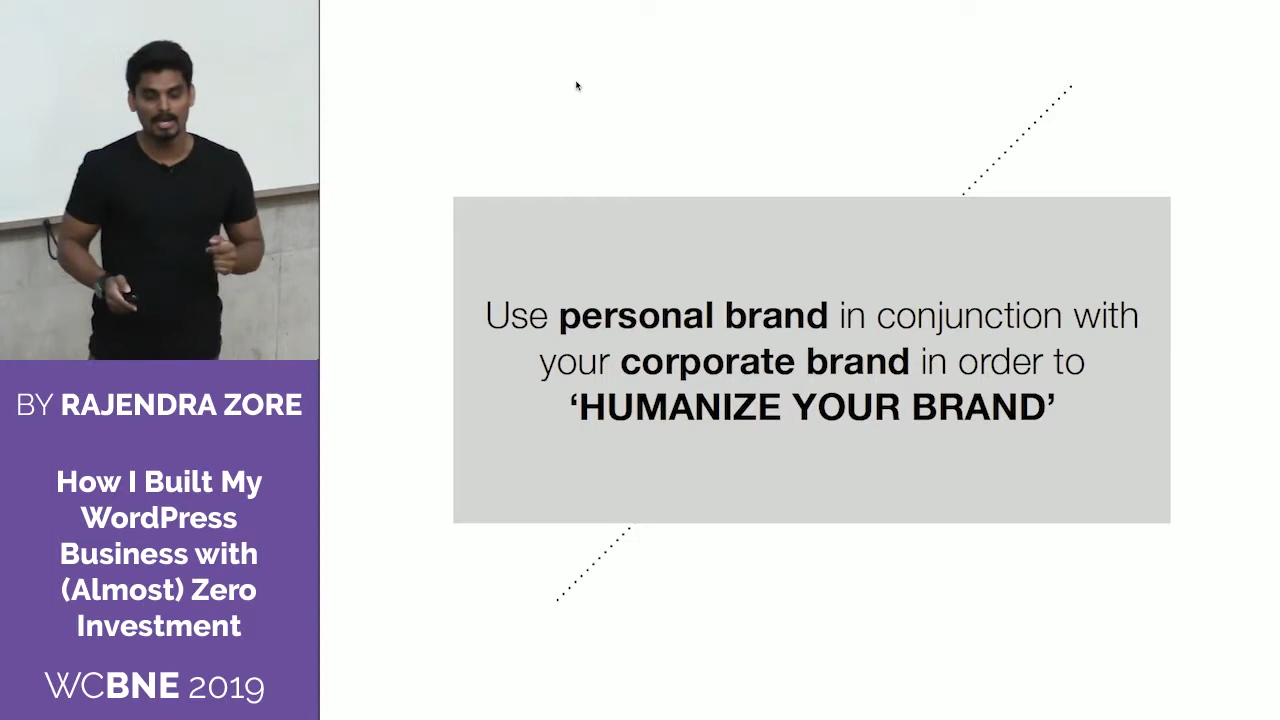 BY RAJENDRA ZORE
How I Built My
WordPress
Business with
(Almost) Zero
Investment
WCBNE 2019
Use personal brand in conjunction with
your corporate brand in order to
‘HUMANIZE YOUR BRAND’